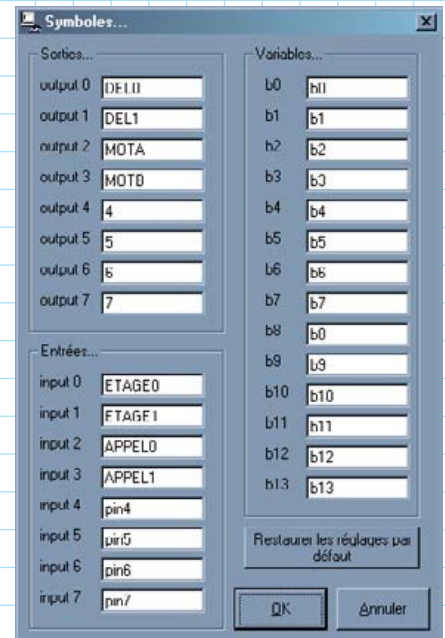 Symboles...
Sorties...
output 0 DEL0
output 1 DEL1
output 2 MOTA
output 3 MOTB
output 4 4
output 5 5
output 6 6
output 7 7
Entrées...
input 0 ETAGE0
input 1 ETAGE1
input 2 APPEL0
input 3 APPEL1
input 4 pin4
input 5 pin5
input 6 pin6
input 7 pin7
Variables...
b0 b0
b1 b1
b2 b2
b3 b3
b4 b4
b5 b5
b6 b6
b7 b7
b8 b8
b9 b9
b10 b10
b11 b11
b12 b12
b13 b13
Restaurer les réglages par
défaut
OK Annuler